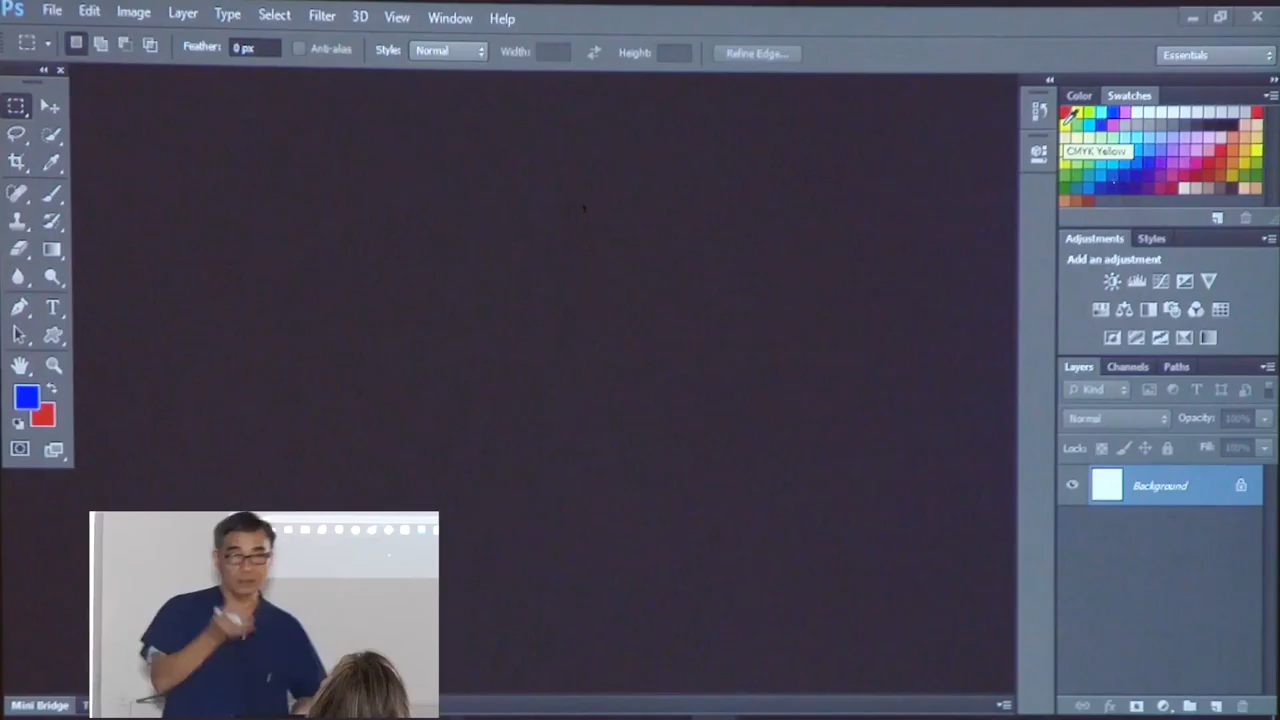 Ps File Edit Image Layer Type Select Filter 3D View Window Help
Feather: 0 px Anti-alias Style: Normal Width: Height: Refine Edge... Essentials
Color Swatches
CMYK Yellow
Adjustments Styles
Add an adjustment
Layers Channels Paths
Kind
Normal Opacity: 100%
Lock: Fill: 100%
Background
Mini Bridge